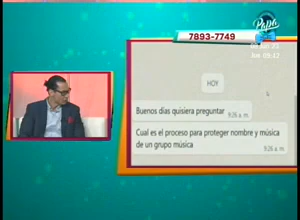 Papá
7893-7749
HOY
Buenos días quisiera preguntar
9:26 a. m.
Cual es el proceso para proteger nombre y música
de un grupo música
9:26 a. m.